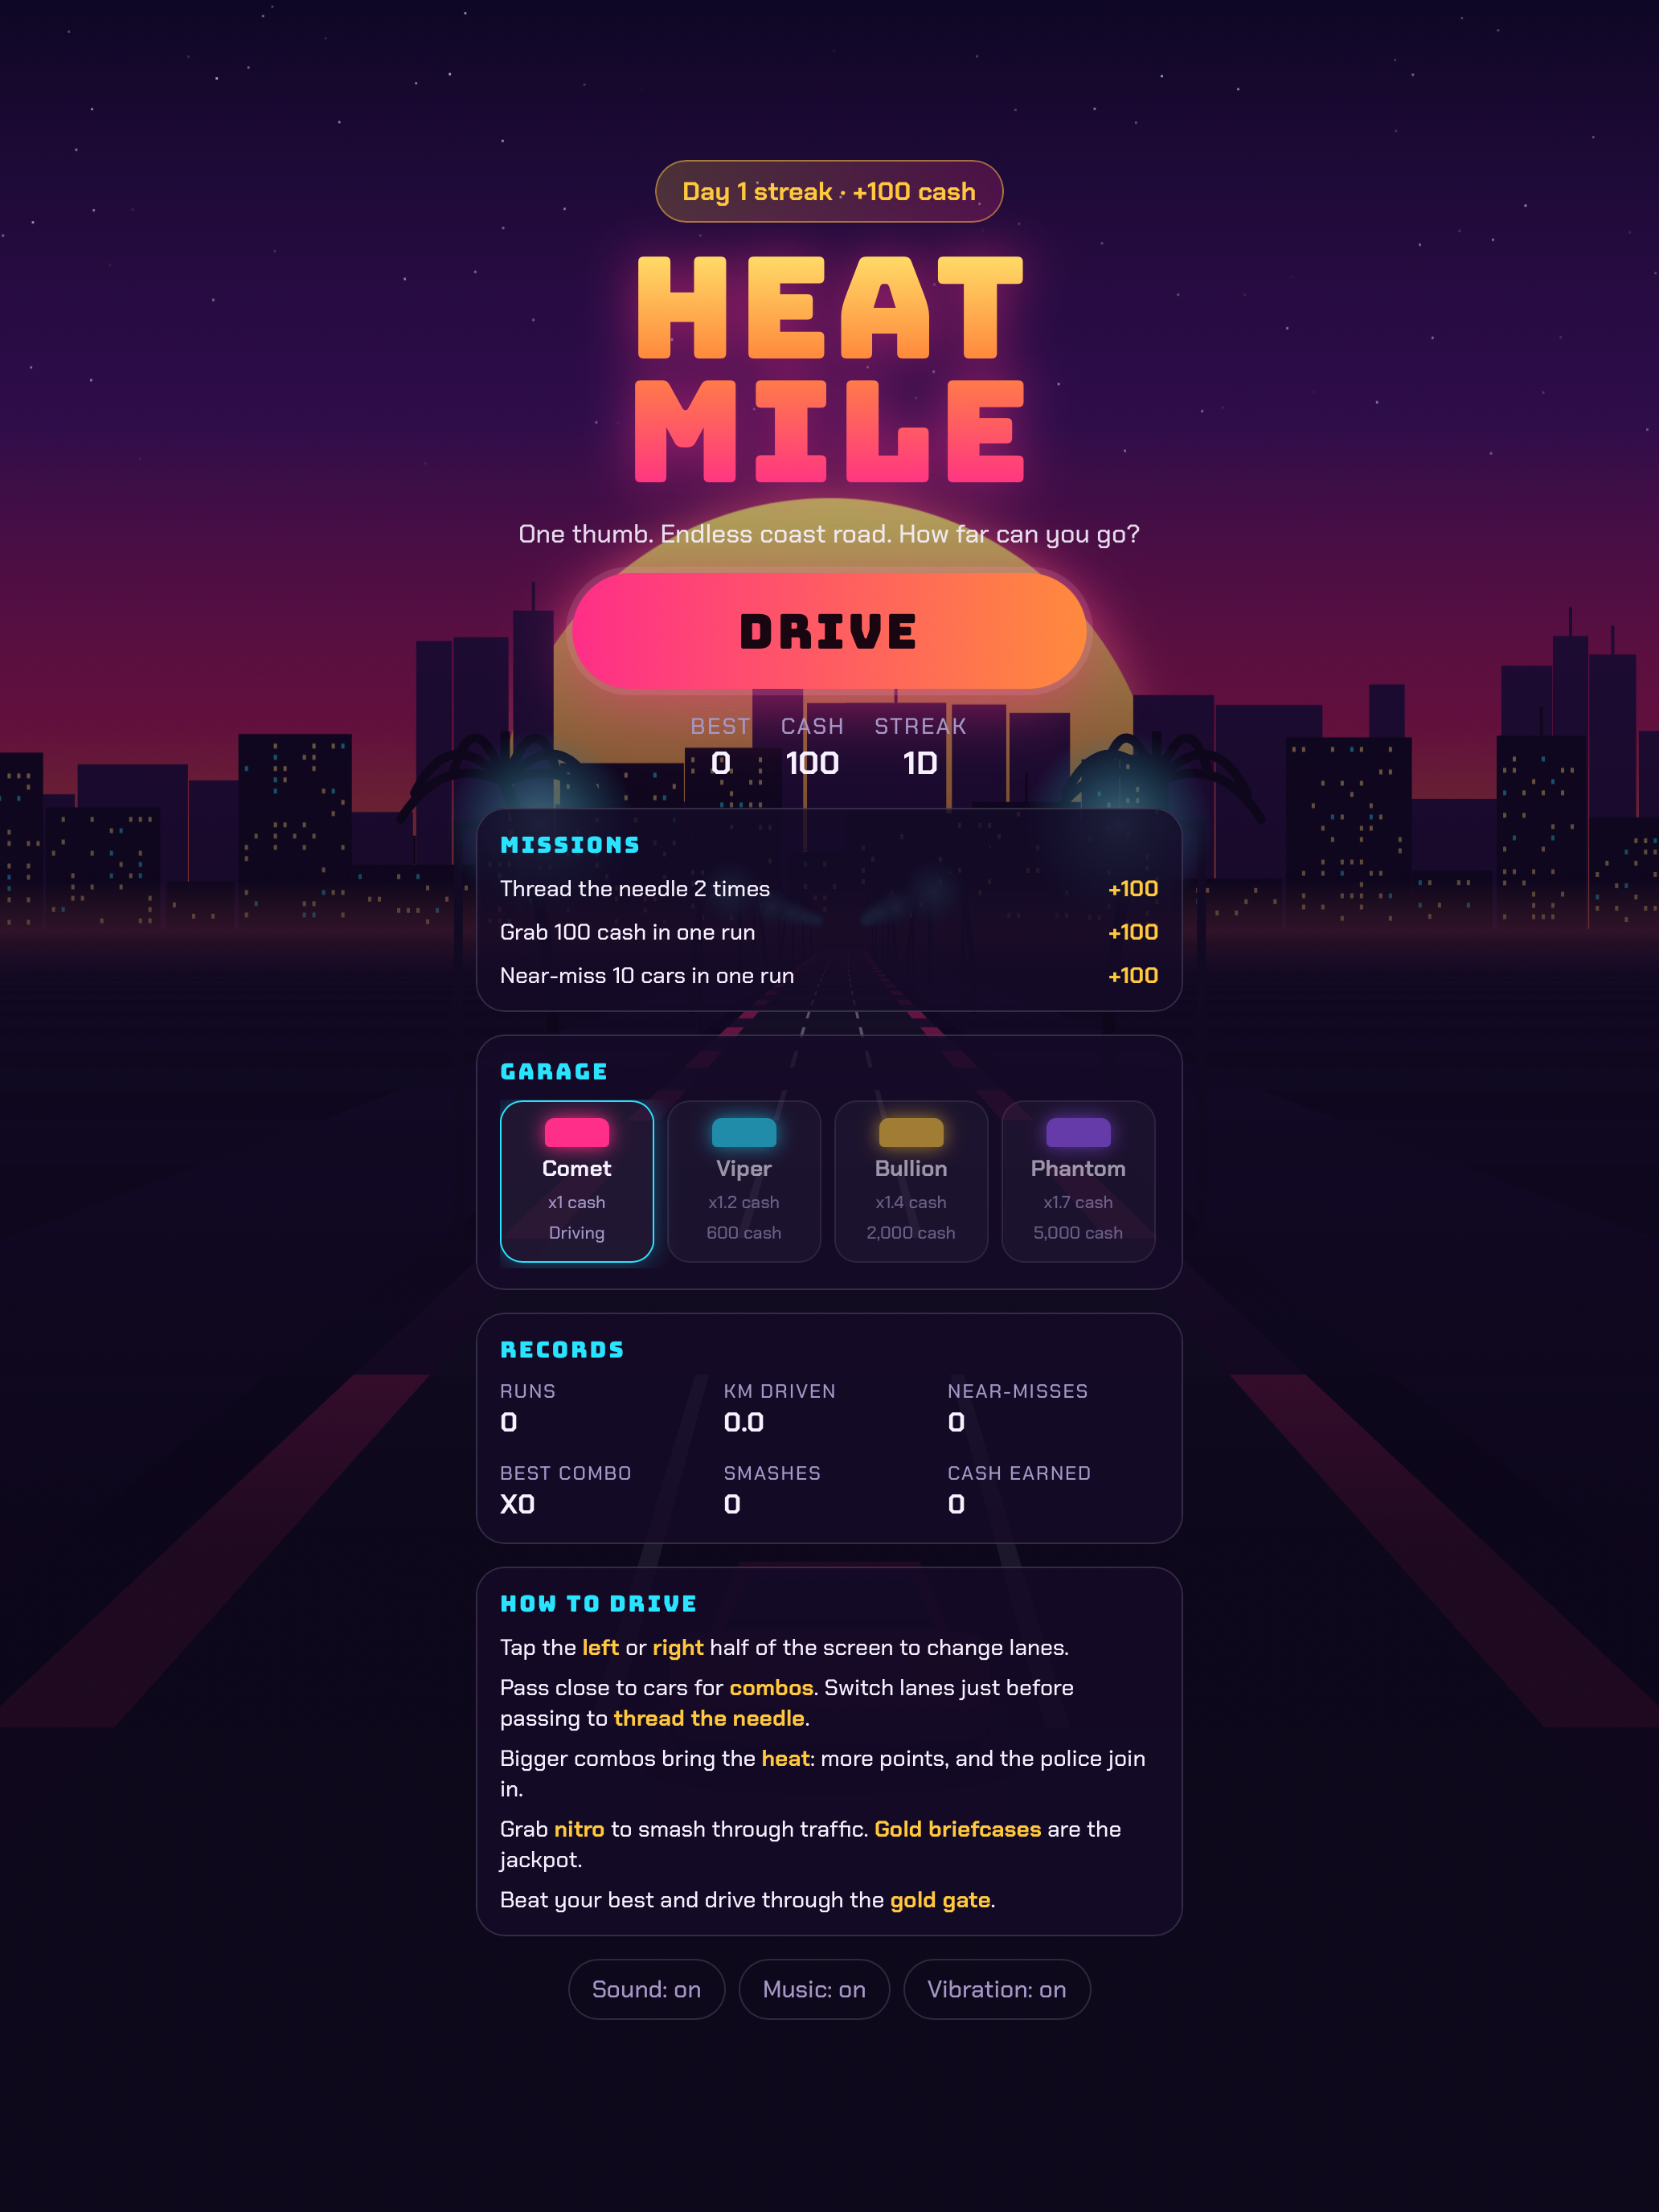 Day 1 streak · +100 cash
HEAT
MILE
One thumb. Endless coast road. How far can you go?
DRIVE
BEST CASH STREAK
0 100 1D
MISSIONS
Thread the needle 2 times +100
Grab 100 cash in one run +100
Near-miss 10 cars in one run +100
GARAGE
Comet Viper Bullion Phantom
x1 cash x1.2 cash x1.4 cash x1.7 cash
Driving 600 cash 2,000 cash 5,000 cash
RECORDS
RUNS KM DRIVEN NEAR-MISSES
0 0.0 0
BEST COMBO SMASHES CASH EARNED
X0 0 0
HOW TO DRIVE
Tap the left or right half of the screen to change lanes.
Pass close to cars for combos. Switch lanes just before
passing to thread the needle.
Bigger combos bring the heat: more points, and the police join
in.
Grab nitro to smash through traffic. Gold briefcases are the
jackpot.
Beat your best and drive through the gold gate.
Sound: on Music: on Vibration: on